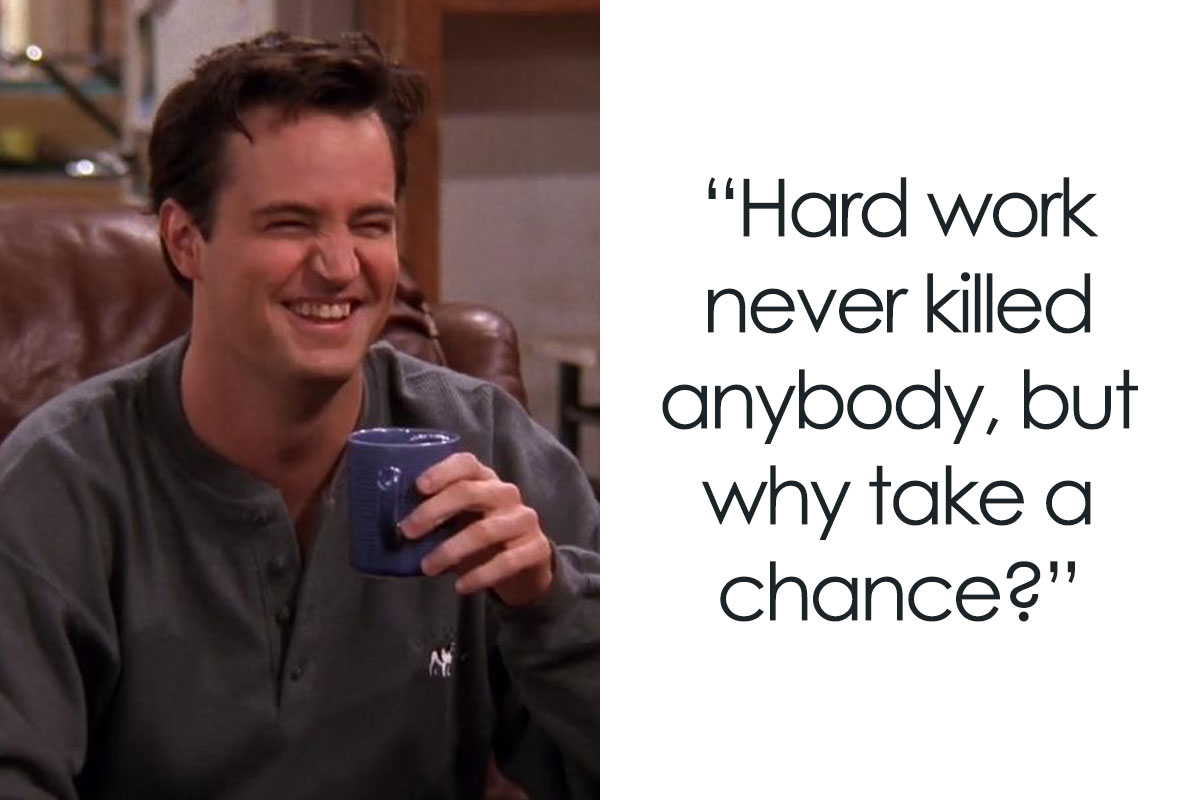 “Hard work
never killed
anybody, but
why take a
chance?”